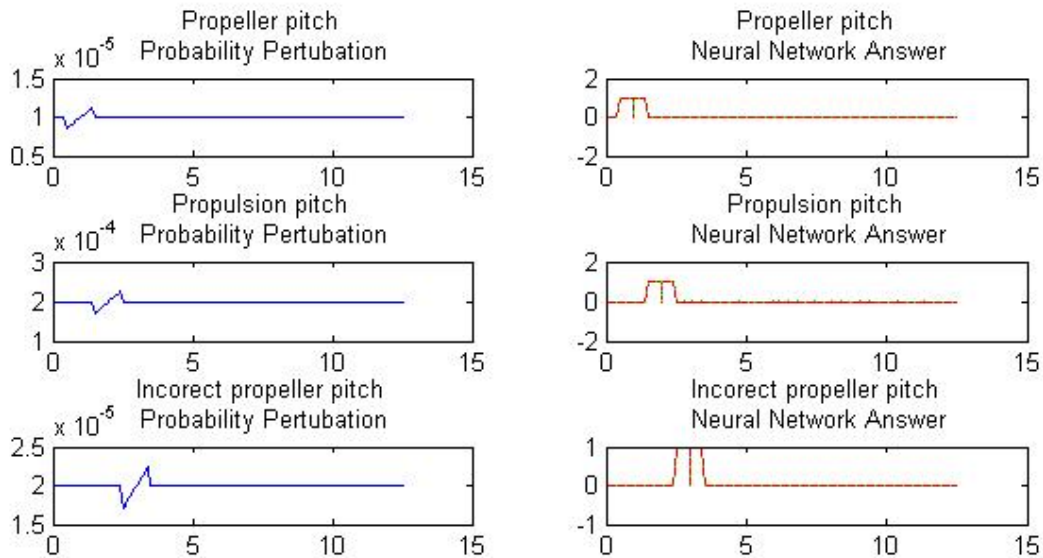 Propeller pitch
Probability Pertubation
x 10^-5
1.5
1
0.5
0 5 10 15
Propeller pitch
Neural Network Answer
2
0
-2
0 5 10 15
Propulsion pitch
Probability Pertubation
x 10^-4
3
2
1
0 5 10 15
Propulsion pitch
Neural Network Answer
2
0
-2
0 5 10 15
Incorect propeller pitch
Probability Pertubation
x 10^-5
2.5
2
1.5
0 5 10 15
Incorect propeller pitch
Neural Network Answer
1
0
-1
0 5 10 15